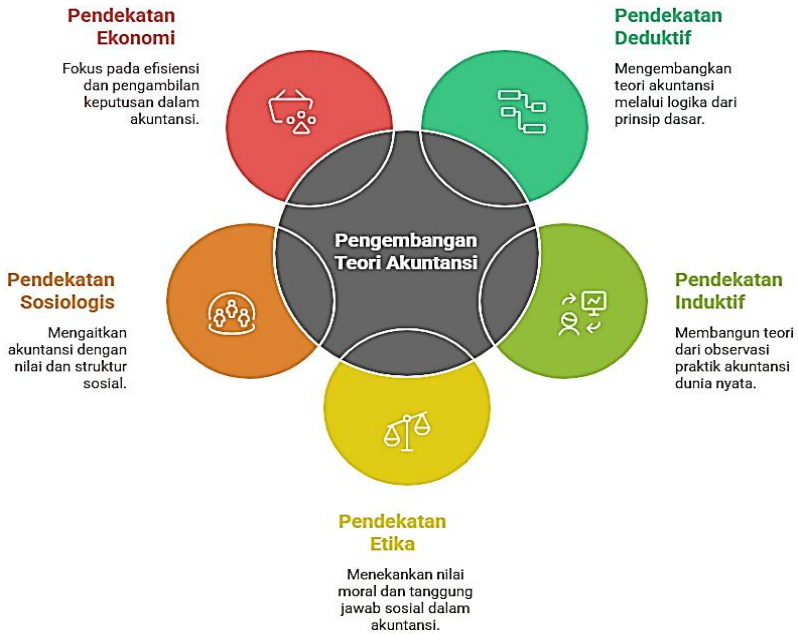 Pendekatan
Ekonomi
Fokus pada efisiensi
dan pengambilan
keputusan dalam
akuntansi.
Pendekatan
Deduktif
Mengembangkan
teori akuntansi
melalui logika dari
prinsip dasar.
Pengembangan
Teori Akuntansi
Pendekatan
Sosiologis
Mengaitkan
akuntansi dengan
nilai dan struktur
sosial.
Pendekatan
Induktif
Membangun teori
dari observasi
praktik akuntansi
dunia nyata.
Pendekatan
Etika
Menekankan nilai
moral dan tanggung
jawab sosial dalam
akuntansi.